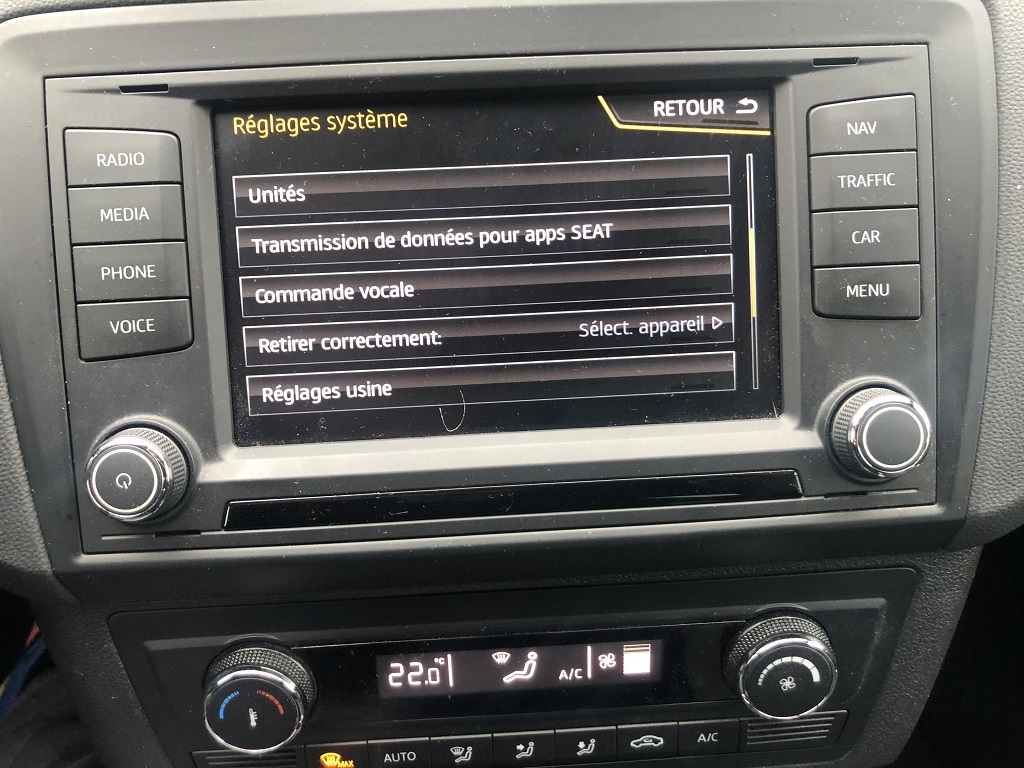 Réglages système
RETOUR
Unités
Transmission de données pour apps SEAT
Commande vocale
Retirer correctement: Sélect. appareil
Réglages usine
RADIO
MEDIA
PHONE
VOICE
NAV
TRAFFIC
CAR
MENU
22.0°C A/C
MAX AUTO A/C